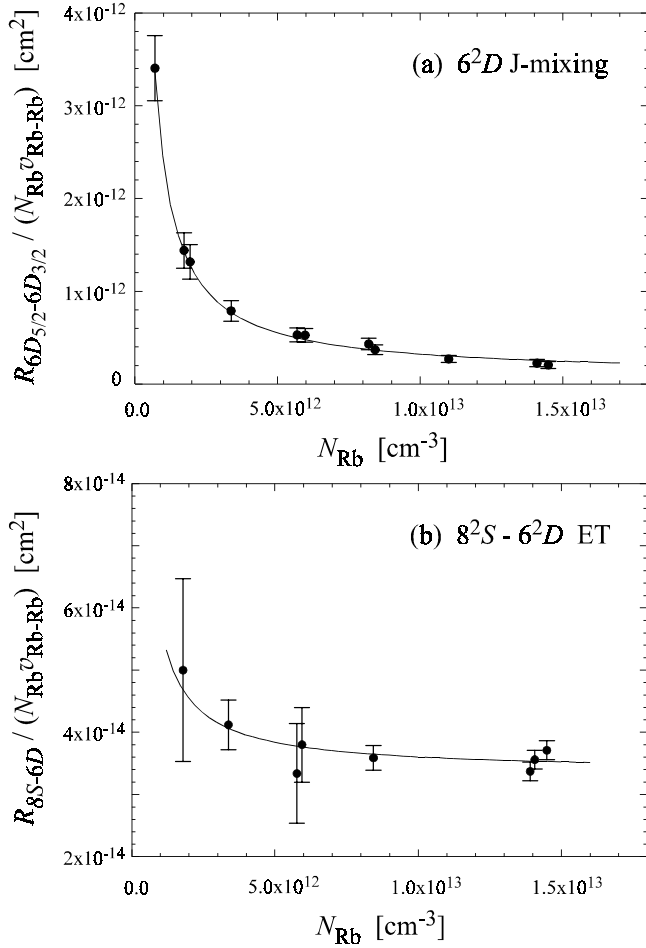 4x10-12
(a) 6²D J-mixing
3x10-12
2x10-12
1x10-12
0
0.0
5.0x10¹²
1.0x10¹³
1.5x10¹³
R6D5/2-6D3/2 / (NRbvRb-Rb) [cm²]
NRb [cm-3]
8x10-14
(b) 8²S - 6²D ET
6x10-14
4x10-14
2x10-14
0.0
5.0x10¹²
1.0x10¹³
1.5x10¹³
R8S-6D / (NRbvRb-Rb) [cm²]
NRb [cm-3]